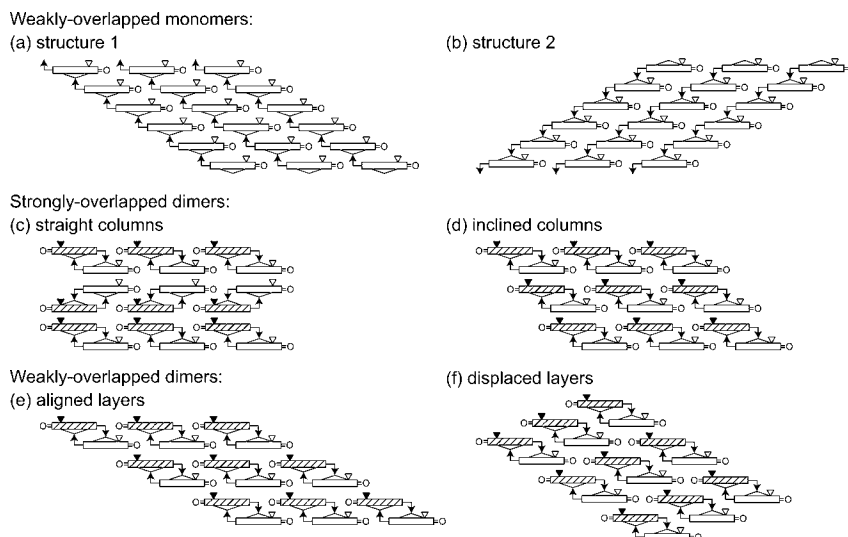 Weakly-overlapped monomers:
(a) structure 1
(b) structure 2
Strongly-overlapped dimers:
(c) straight columns
(d) inclined columns
Weakly-overlapped dimers:
(e) aligned layers
(f) displaced layers